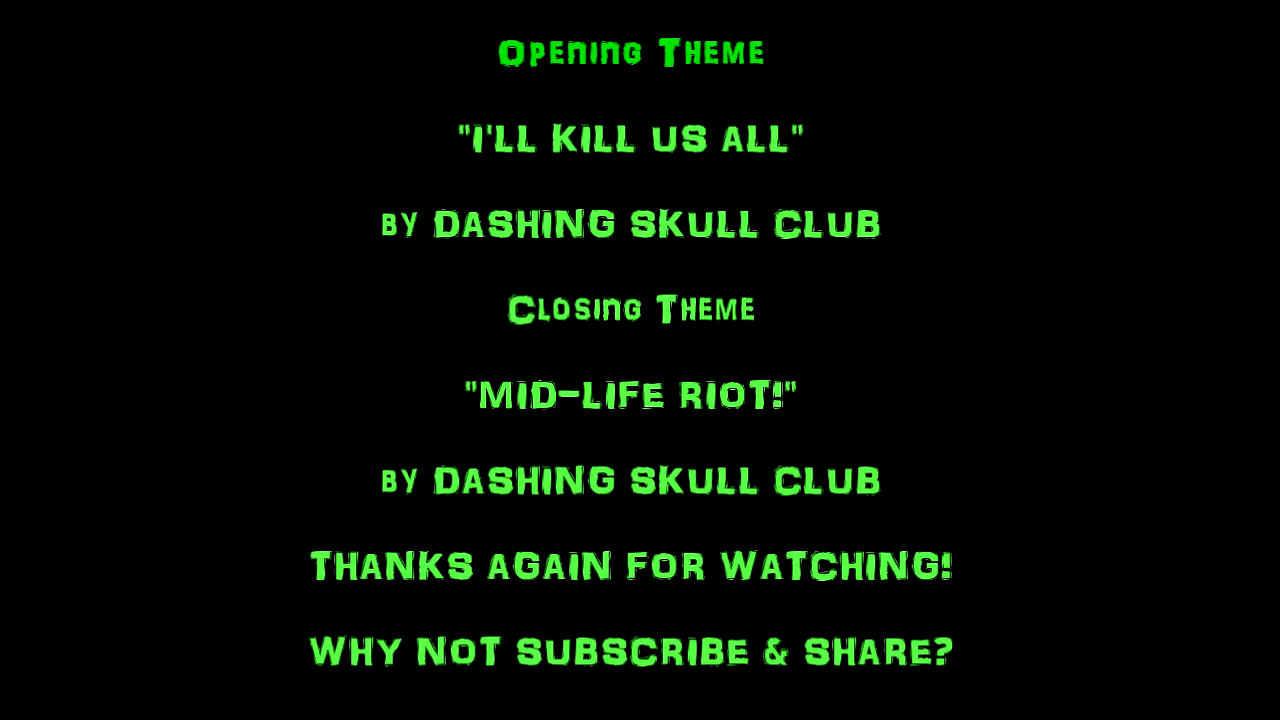 Opening Theme
"I'LL KILL US ALL"
BY DASHING SKULL CLUB
Closing Theme
"MID-LIFE RIOT!"
BY DASHING SKULL CLUB
THANKS AGAIN FOR WATCHING!
WHY NOT SUBSCRIBE & SHARE?